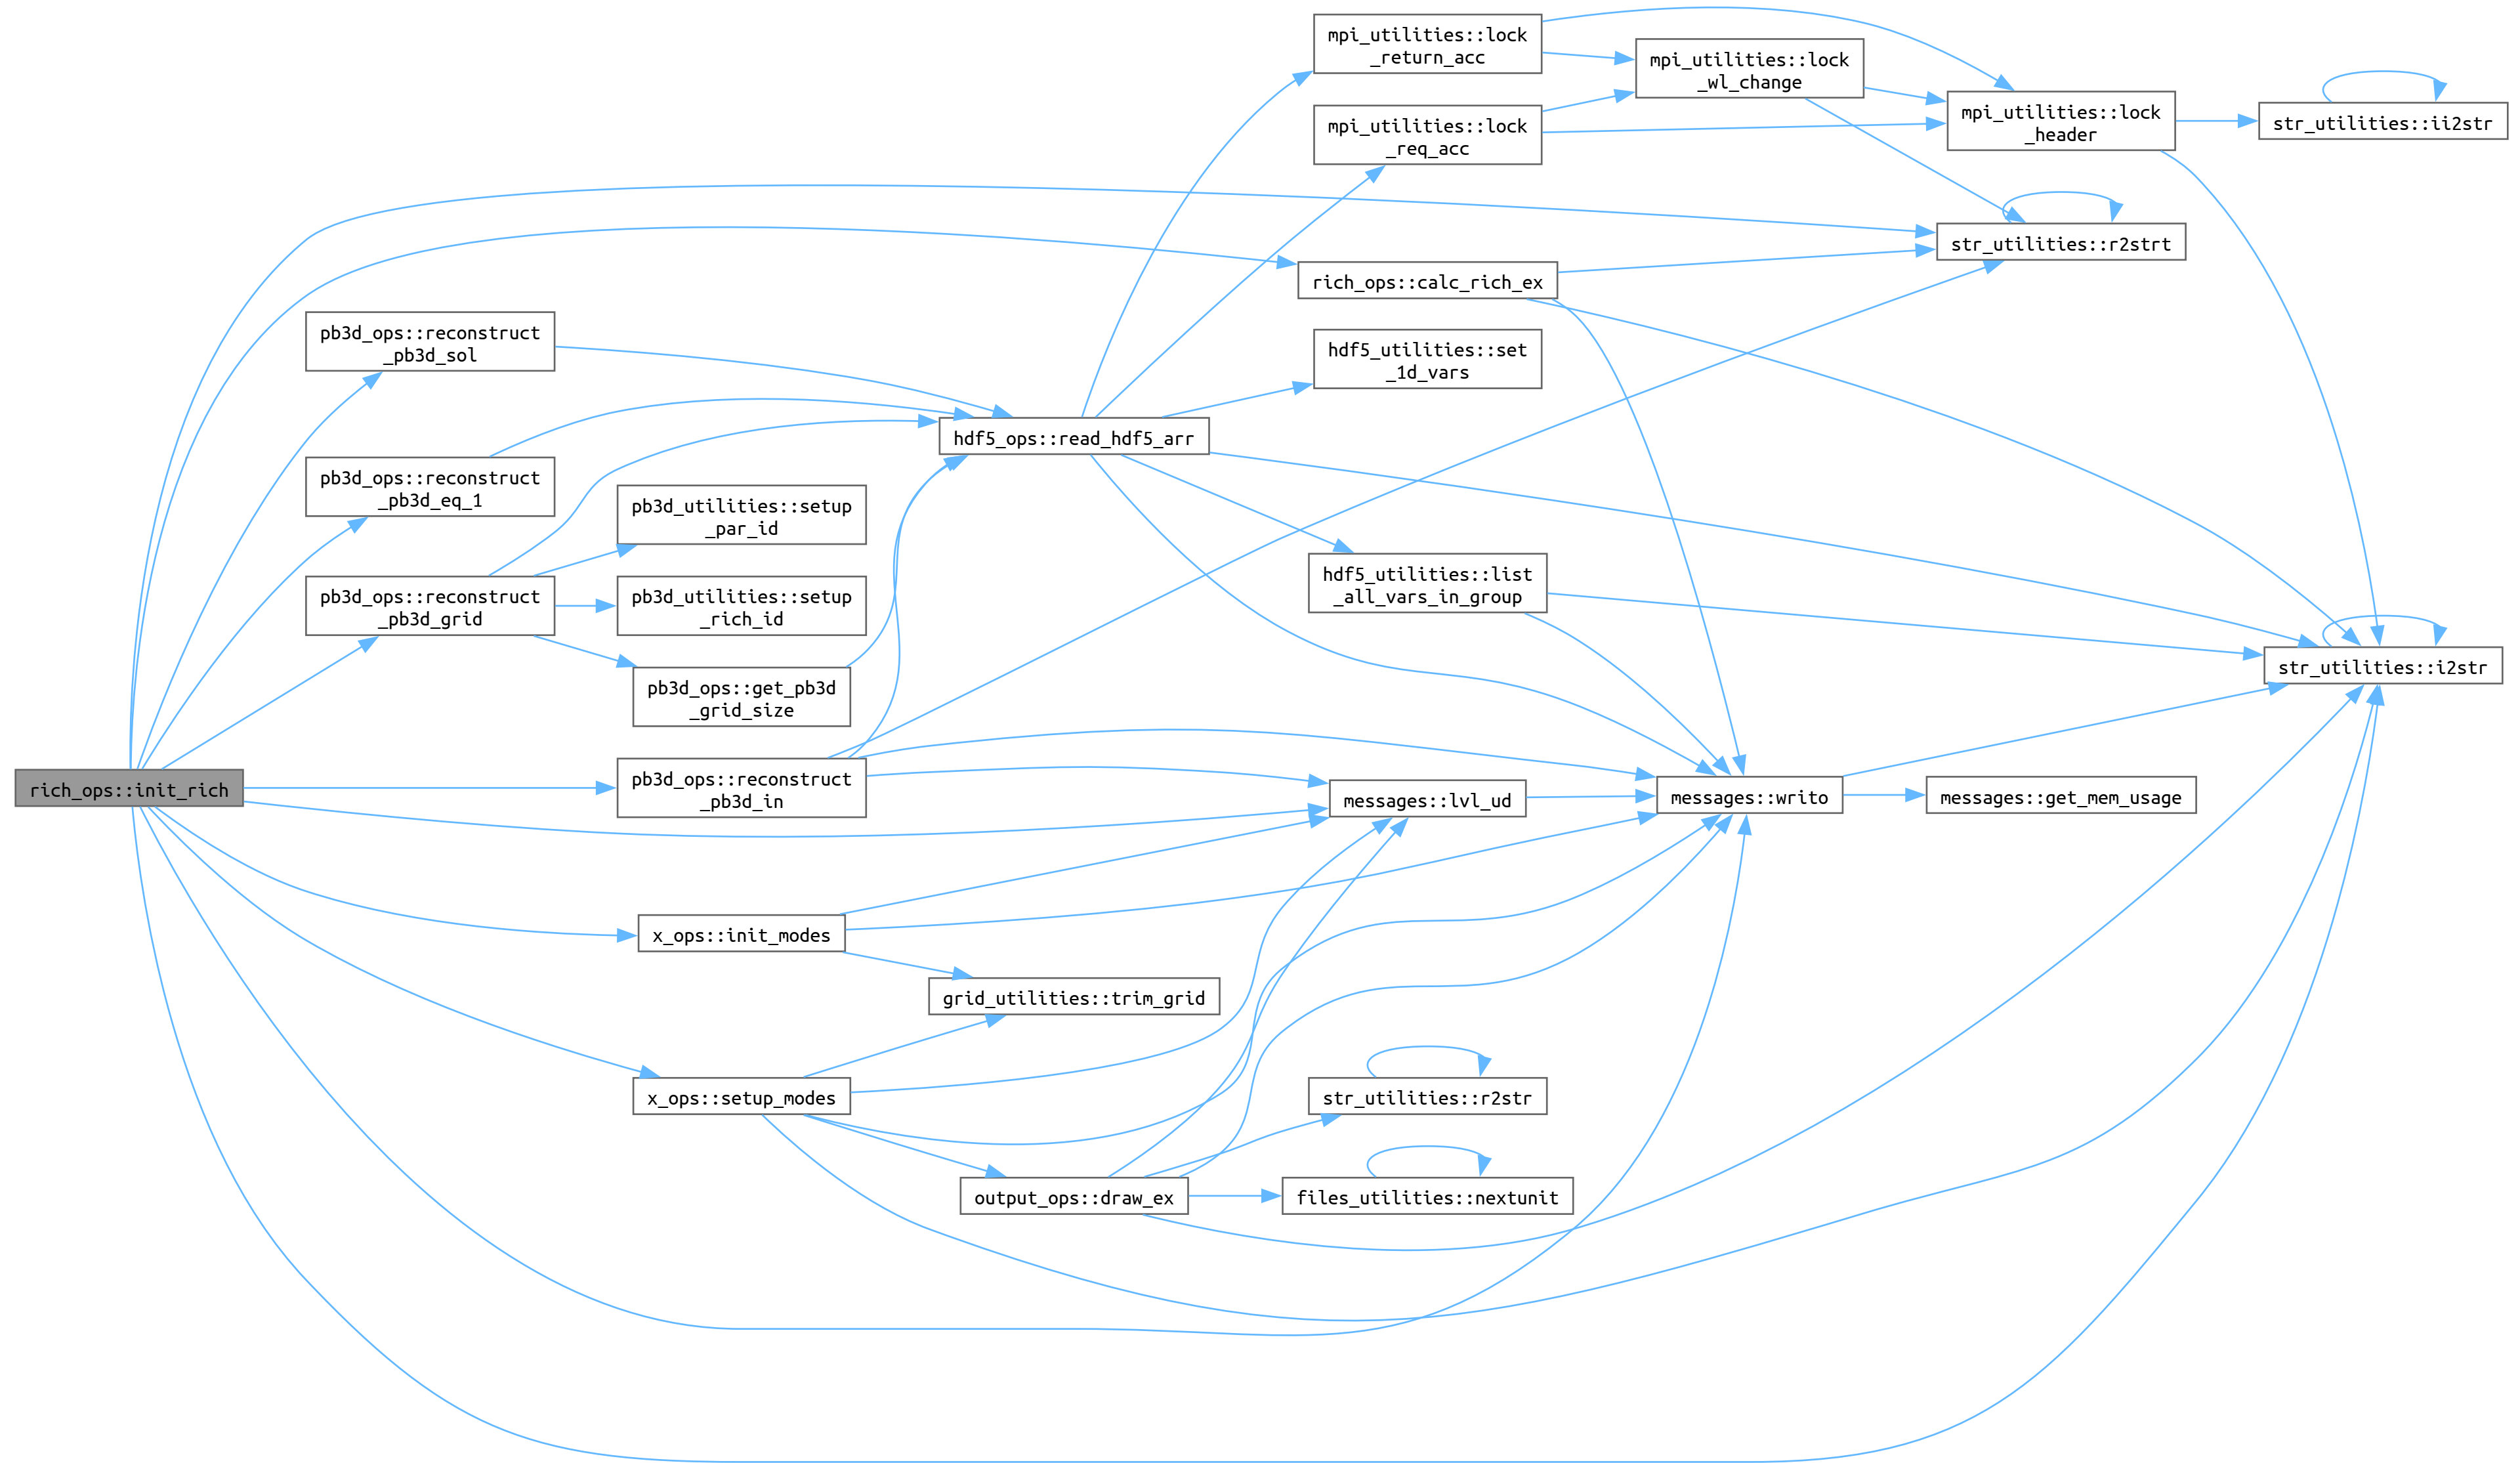 mpi_utilities::lock
_return_acc
mpi_utilities::lock
_wl_change
mpi_utilities::lock
_header
str_utilities::ii2str
mpi_utilities::lock
_req_acc
str_utilities::r2strt
rich_ops::calc_rich_ex
pb3d_ops::reconstruct
_pb3d_sol
hdf5_utilities::set
_1d_vars
hdf5_ops::read_hdf5_arr
pb3d_ops::reconstruct
_pb3d_eq_1
pb3d_utilities::setup
_par_id
hdf5_utilities::list
_all_vars_in_group
pb3d_ops::reconstruct
_pb3d_grid
pb3d_utilities::setup
_rich_id
str_utilities::i2str
pb3d_ops::get_pb3d
_grid_size
rich_ops::init_rich
pb3d_ops::reconstruct
_pb3d_in
messages::lvl_ud
messages::writo
messages::get_mem_usage
x_ops::init_modes
grid_utilities::trim_grid
x_ops::setup_modes
str_utilities::r2str
output_ops::draw_ex
files_utilities::nextunit